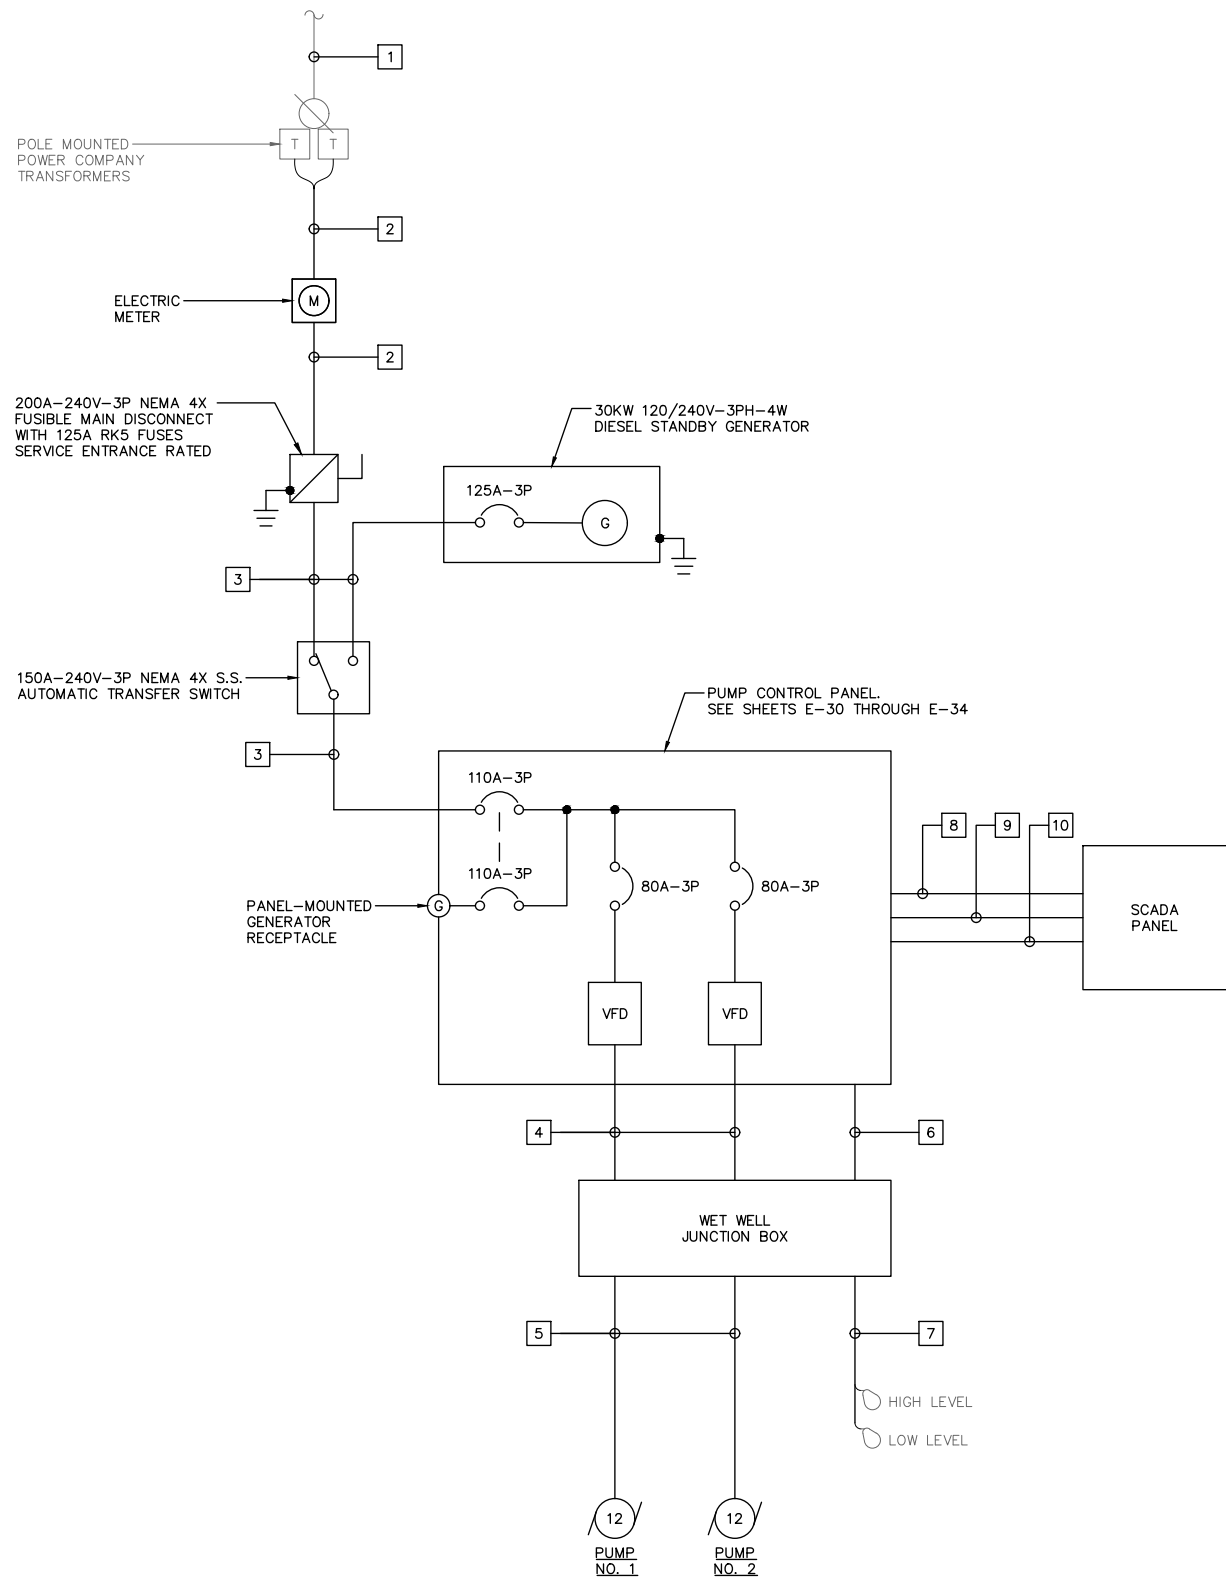 1
POLE MOUNTED
POWER COMPANY
TRANSFORMERS
T T
2
ELECTRIC
METER
M
2
200A-240V-3P NEMA 4X
FUSIBLE MAIN DISCONNECT
WITH 125A RK5 FUSES
SERVICE ENTRANCE RATED
30KW 120/240V-3PH-4W
DIESEL STANDBY GENERATOR
125A-3P
G
3
150A-240V-3P NEMA 4X S.S.
AUTOMATIC TRANSFER SWITCH
3
PUMP CONTROL PANEL.
SEE SHEETS E-30 THROUGH E-34
110A-3P
110A-3P
80A-3P
80A-3P
PANEL-MOUNTED
GENERATOR
RECEPTACLE
G
8 9 10
SCADA
PANEL
VFD VFD
4
6
WET WELL
JUNCTION BOX
5
7
HIGH LEVEL
LOW LEVEL
12
PUMP
NO. 1
12
PUMP
NO. 2